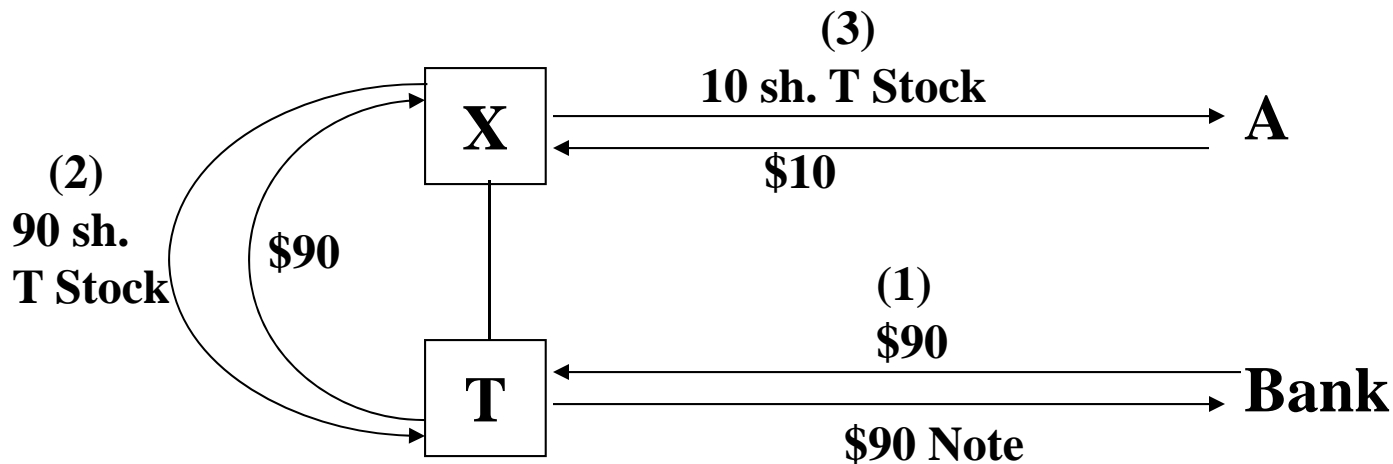 (3)
10 sh. T Stock
X
A
$10
(2)
90 sh.
T Stock
$90
(1)
$90
T
Bank
$90 Note